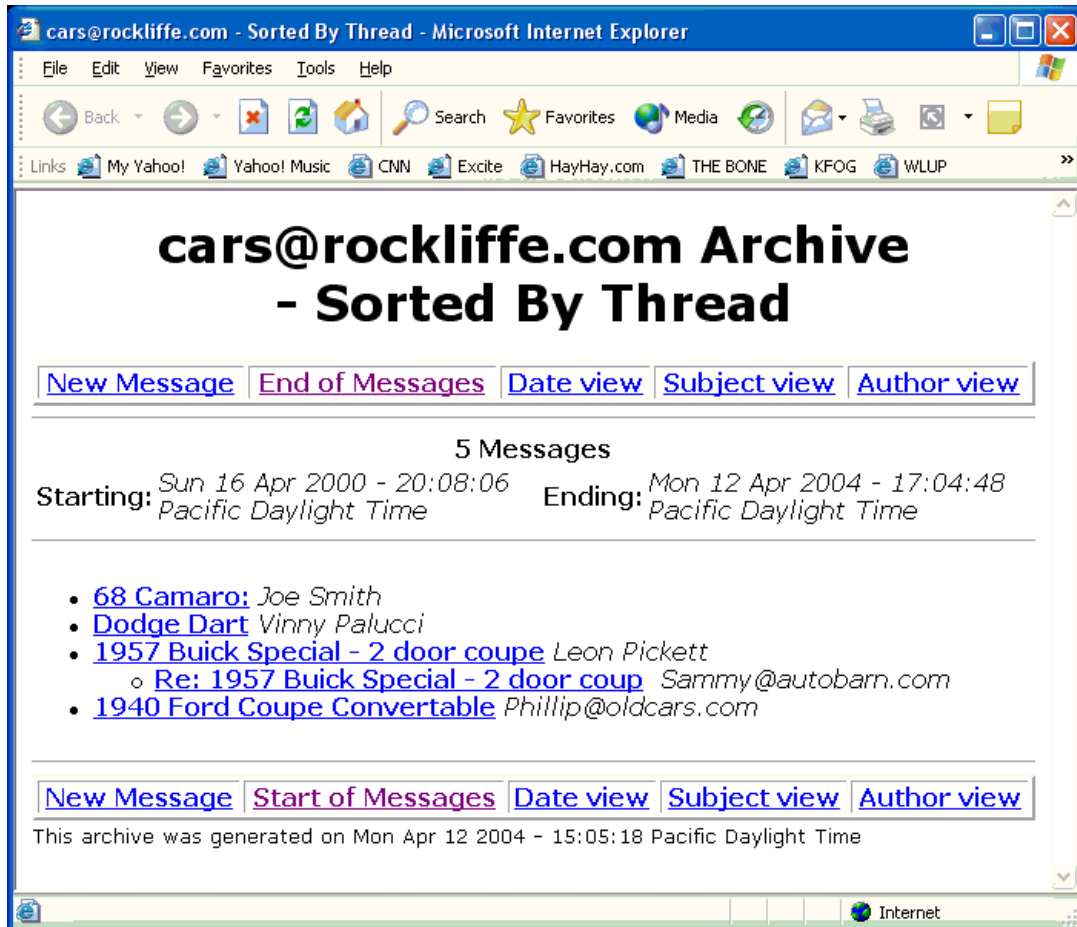 cars@rockliffe.com - Sorted By Thread - Microsoft Internet Explorer
File Edit View Favorites Tools Help
Back Search Favorites Media
Links My Yahoo! Yahoo! Music CNN Excite HayHay.com THE BONE KFOG WLUP »
cars@rockliffe.com Archive
- Sorted By Thread
New Message End of Messages Date view Subject view Author view
5 Messages
Starting: Sun 16 Apr 2000 - 20:08:06 Pacific Daylight Time Ending: Mon 12 Apr 2004 - 17:04:48 Pacific Daylight Time
• 68 Camaro: Joe Smith
• Dodge Dart Vinny Palucci
• 1957 Buick Special - 2 door coupe Leon Pickett
○ Re: 1957 Buick Special - 2 door coup Sammy@autobarn.com
• 1940 Ford Coupe Convertable Phillip@oldcars.com
New Message Start of Messages Date view Subject view Author view
This archive was generated on Mon Apr 12 2004 - 15:05:18 Pacific Daylight Time
Internet